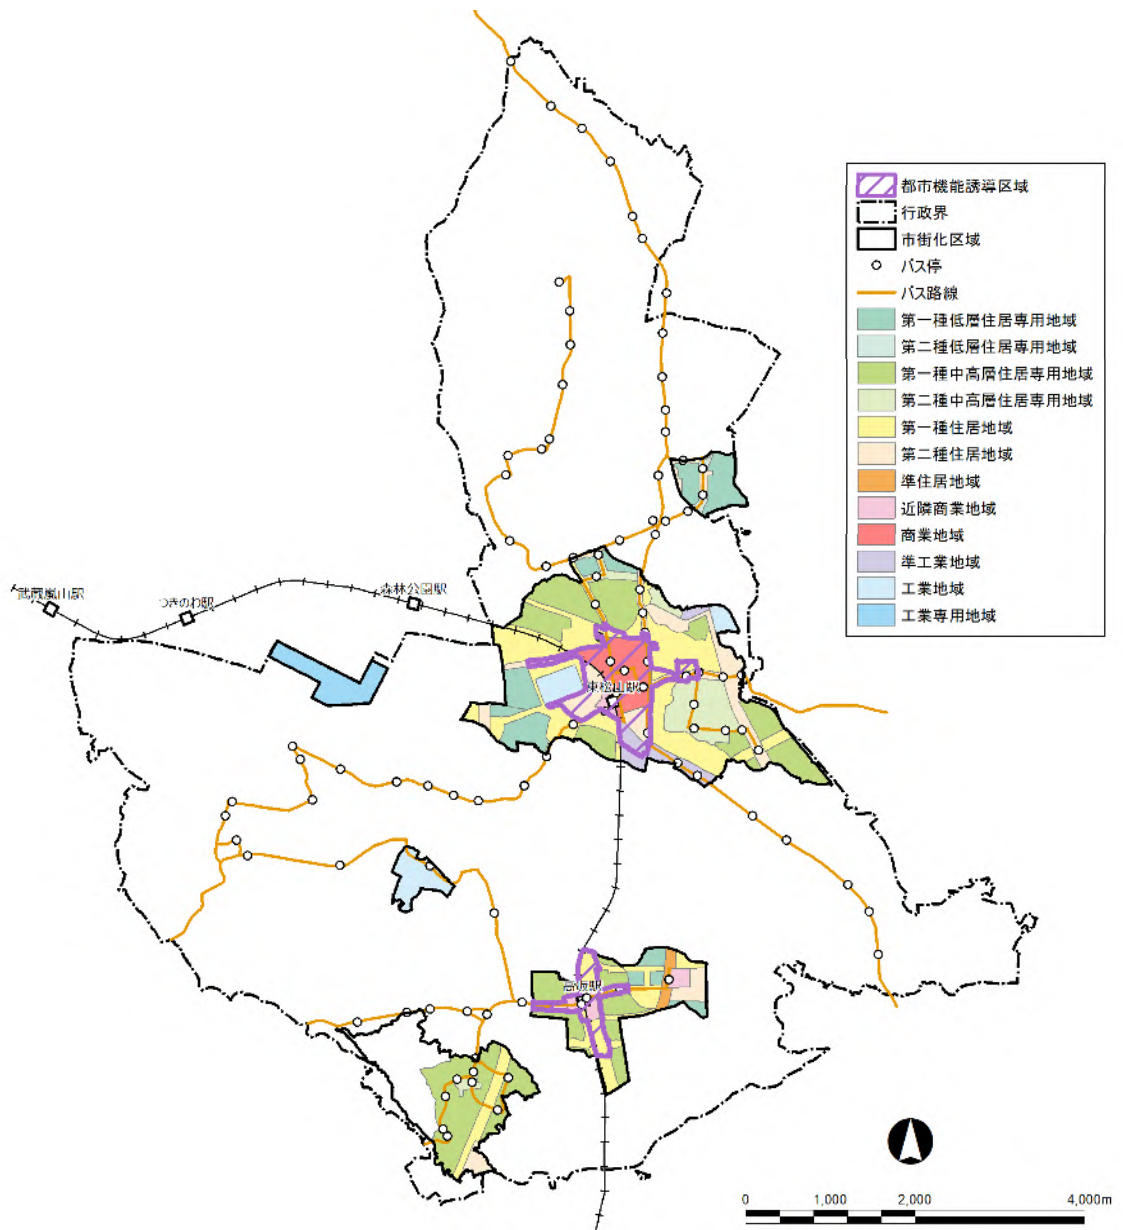 都市機能誘導区域
行政界
市街化区域
バス停
バス路線
第一種低層住居専用地域
第二種低層住居専用地域
第一種中高層住居専用地域
第二種中高層住居専用地域
第一種住居地域
第二種住居地域
準住居地域
近隣商業地域
商業地域
準工業地域
工業地域
工業専用地域
武蔵嵐山駅
つきのわ駅
森林公園駅
東松山駅
高坂駅
0 1,000 2,000 4,000m